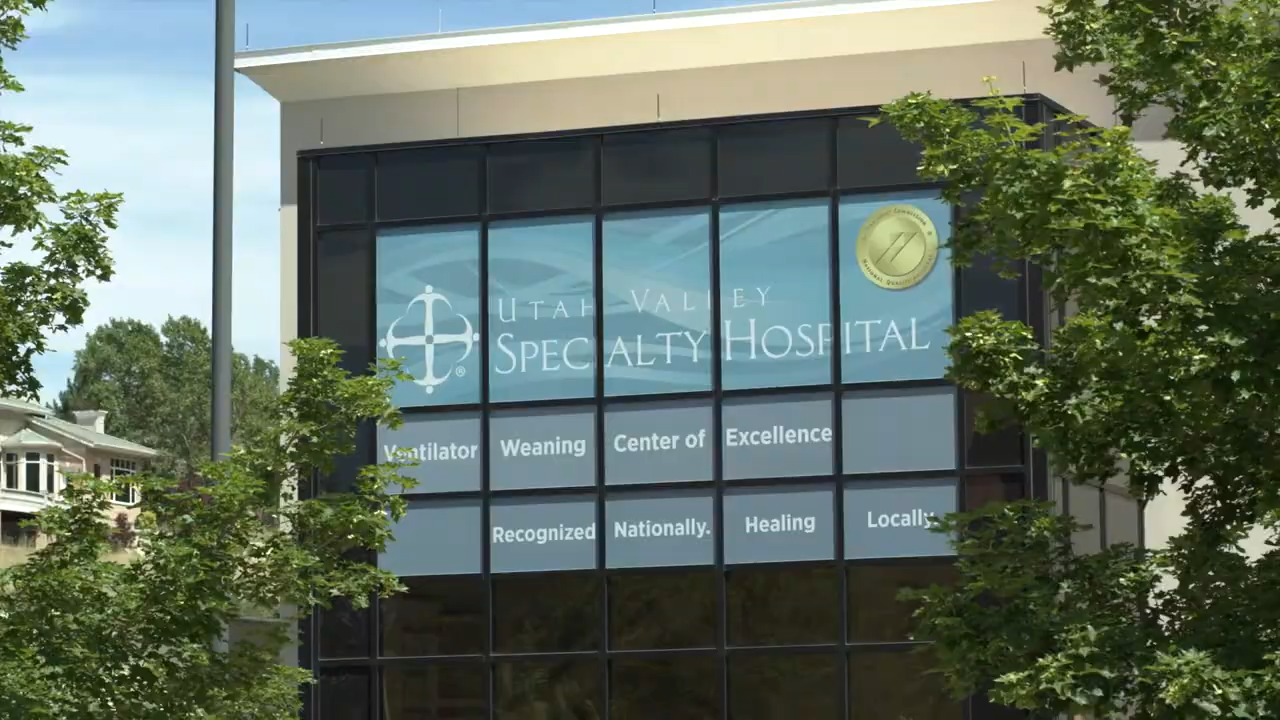 Utah Valley
Specialty Hospital
®
Ventilator Weaning Center of Excellence
Recognized Nationally. Healing Locally